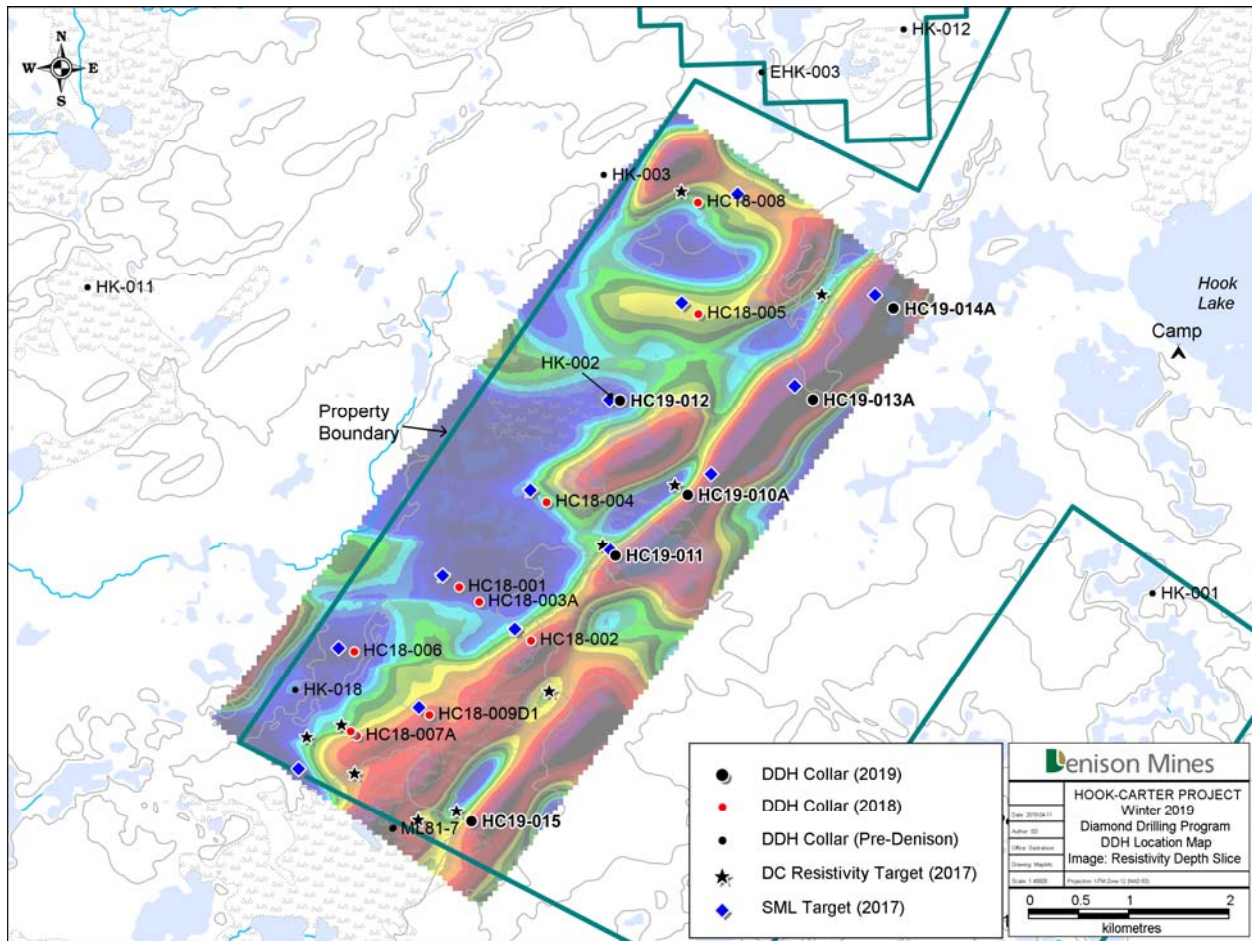 N
W E
S
HK-012
EHK-003
HK-003
HC18-008
HK-011
Hook
Lake
HC19-014A
HC18-005
Camp
HK-002
HC19-012
HC19-013A
Property
Boundary
HC19-010A
HC18-004
HC19-011
HC18-001
HK-001
HC18-003A
HC18-002
HC18-006
HK-018
HC18-009D1
HC18-007A
ML81-7
HC19-015
DDH Collar (2019)
DDH Collar (2018)
DDH Collar (Pre-Denison)
DC Resistivity Target (2017)
SML Target (2017)
Denison Mines
HOOK-CARTER PROJECT
Winter 2019
Diamond Drilling Program
DDH Location Map
Image: Resistivity Depth Slice
0 0.5 1 2
kilometres